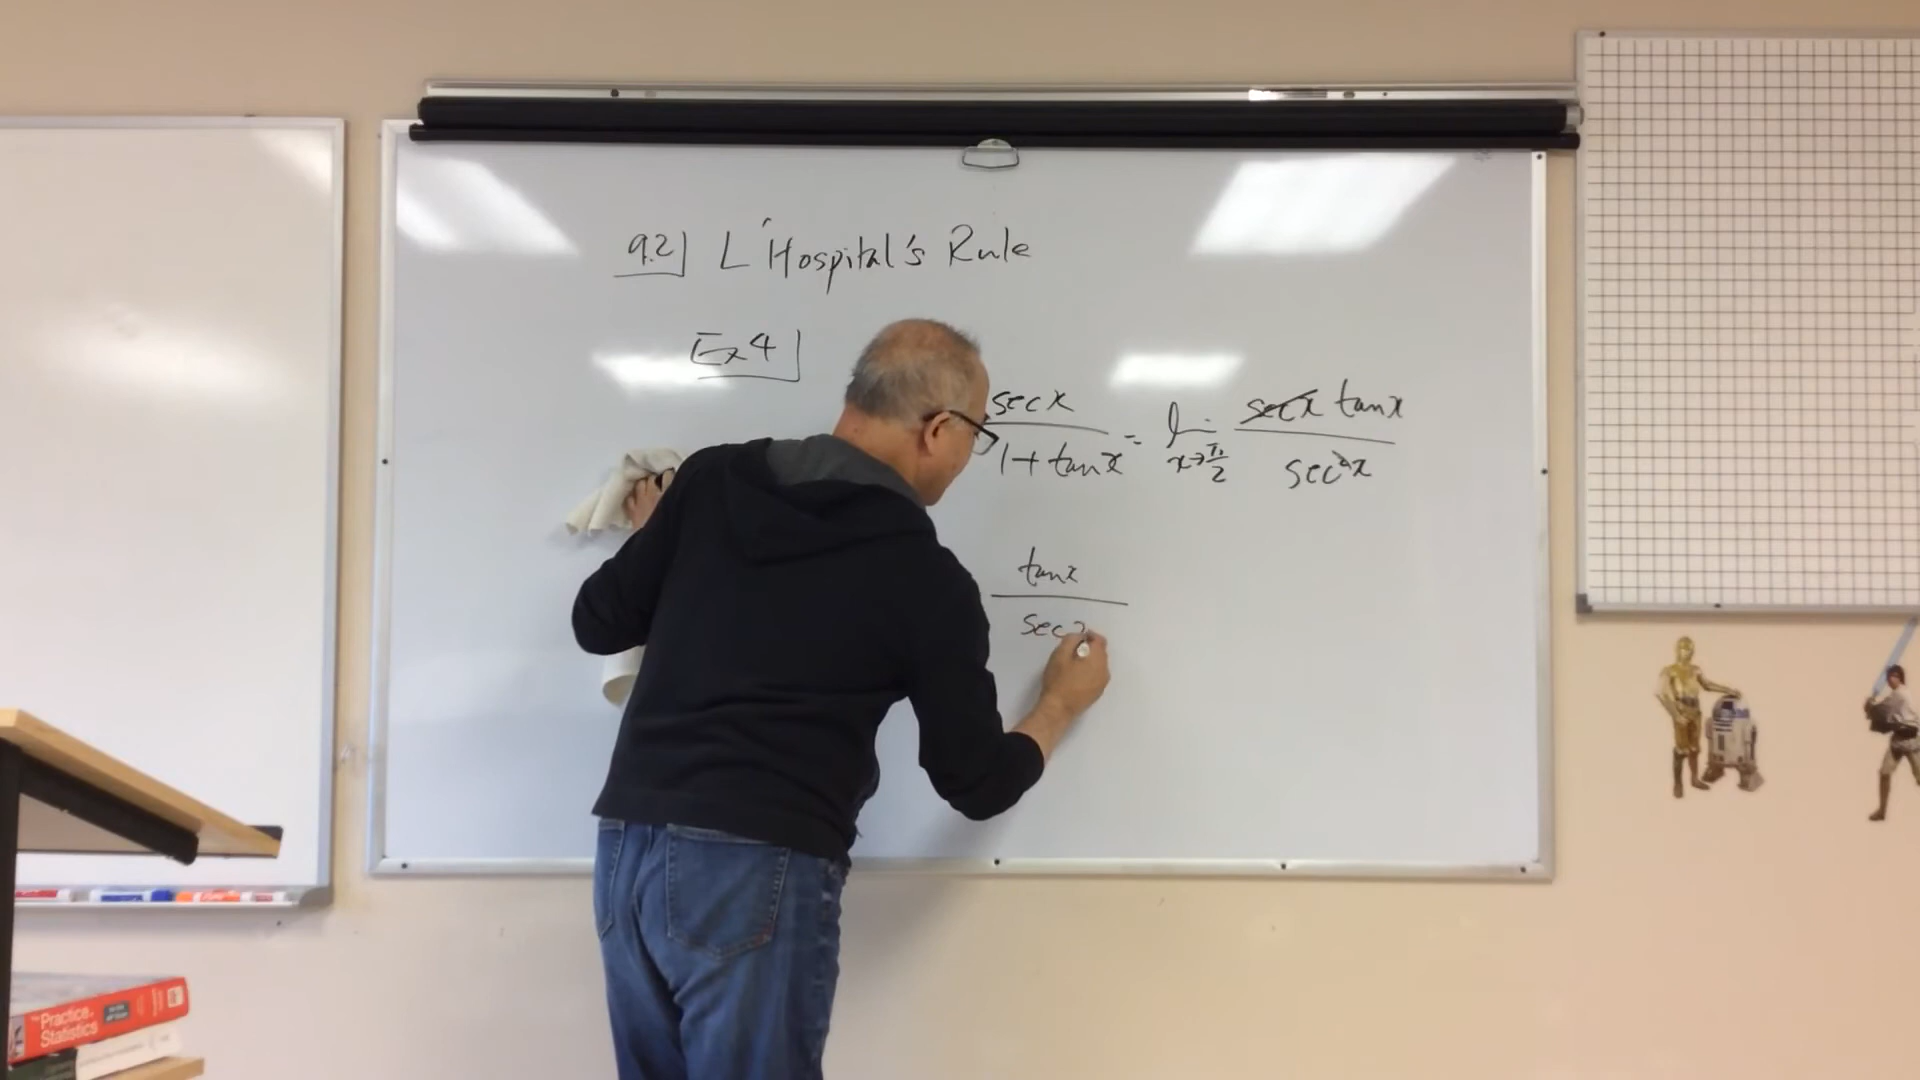 9.2 L'Hospital's Rule
Ex 4
sec x / 1 + tan x = lim x→π/2 sec x tan x / sec²x
tan x / sec x
The Practice of Statistics